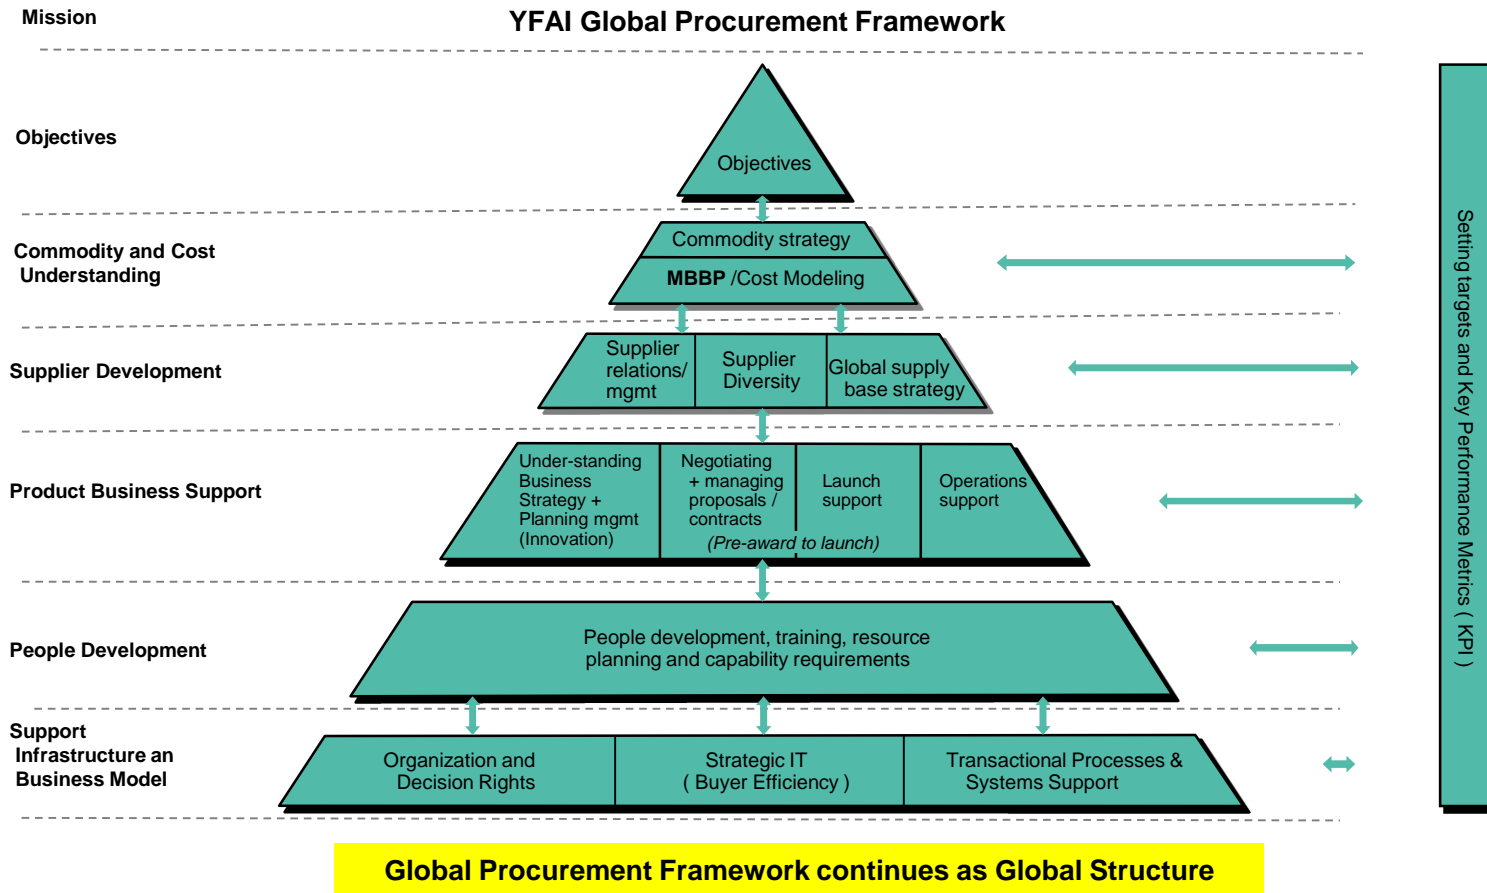 Mission
YFAI Global Procurement Framework
Objectives
Objectives
Commodity and Cost
Understanding
Commodity strategy
MBBP /Cost Modeling
Supplier Development
Supplier
relations/
mgmt
Supplier
Diversity
Global supply
base strategy
Product Business Support
Under-standing
Business
Strategy +
Planning mgmt
(Innovation)
Negotiating
+ managing
proposals /
contracts
Launch
support
(Pre-award to launch)
Operations
support
People Development
People development, training, resource
planning and capability requirements
Support
Infrastructure an
Business Model
Organization and
Decision Rights
Strategic IT
( Buyer Efficiency )
Transactional Processes &
Systems Support
Setting targets and Key Performance Metrics ( KPI )
Global Procurement Framework continues as Global Structure